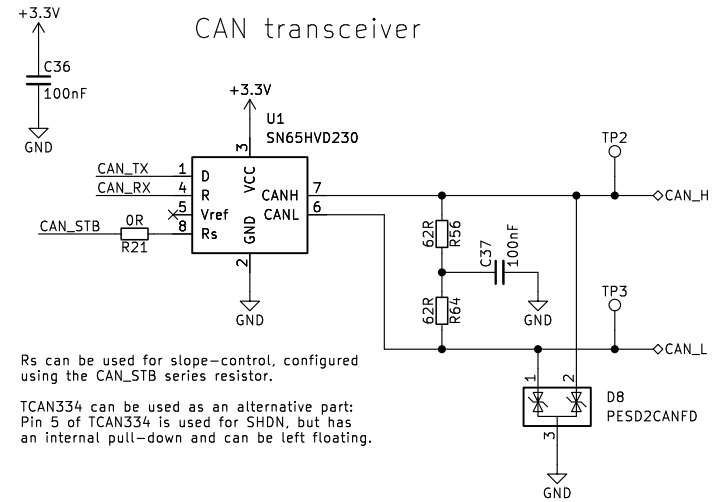 +3.3V
CAN transceiver
C36
100nF
GND
+3.3V
U1
SN65HVD230
3
VCC
CAN_TX
1
D
CAN_RX
4
R
5
Vref
CAN_STB
0R
R21
8
Rs
GND
2
GND
CANH
7
CANL
6
TP2
CAN_H
62R
R56
C37
100nF
GND
62R
R64
TP3
CAN_L
1
2
D8
PESD2CANFD
3
GND
Rs can be used for slope-control, configured
using the CAN_STB series resistor.
TCAN334 can be used as an alternative part:
Pin 5 of TCAN334 is used for SHDN, but has
an internal pull-down and can be left floating.